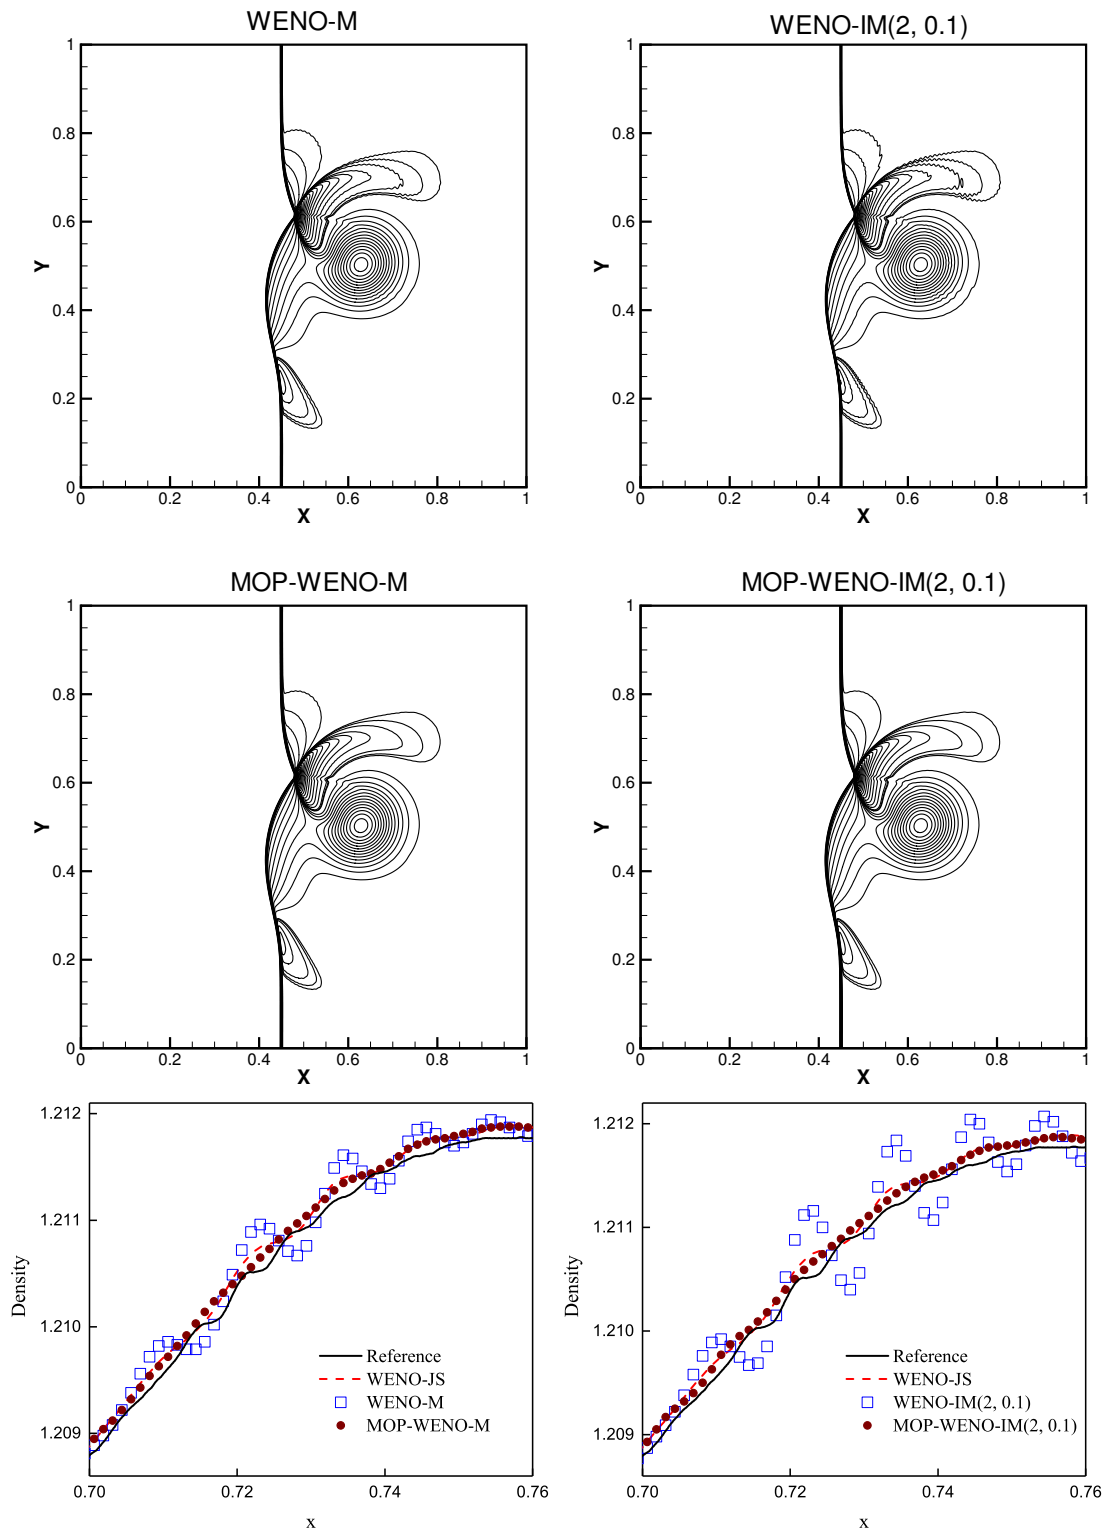 WENO-M
WENO-IM(2, 0.1)
1
0.8
0.6
Y
0.4
0.2
0
0 0.2 0.4 0.6 0.8 1
X
1
0.8
0.6
Y
0.4
0.2
0
0 0.2 0.4 0.6 0.8 1
X
MOP-WENO-M
MOP-WENO-IM(2, 0.1)
1
0.8
0.6
Y
0.4
0.2
0
0 0.2 0.4 0.6 0.8 1
X
1
0.8
0.6
Y
0.4
0.2
0
0 0.2 0.4 0.6 0.8 1
X
1.212
1.211
Density
1.210
1.209
Reference
WENO-JS
WENO-M
MOP-WENO-M
0.70 0.72 0.74 0.76
x
1.212
1.211
Density
1.210
1.209
Reference
WENO-JS
WENO-IM(2, 0.1)
MOP-WENO-IM(2, 0.1)
0.70 0.72 0.74 0.76
x